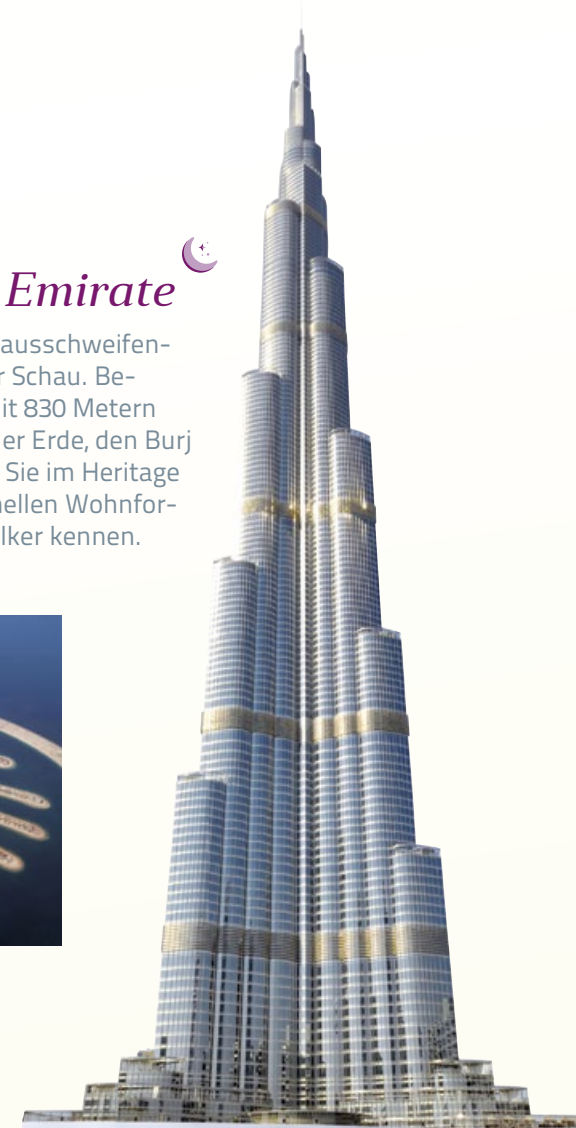 Emirate
ausschweifen-
r Schau. Be-
it 830 Metern
er Erde, den Burj
Sie im Heritage
nellen Wohnfor-
lker kennen.